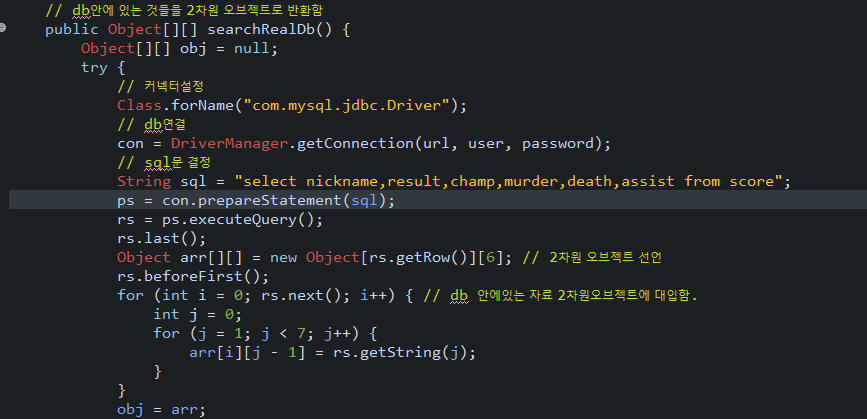 // db안에 있는 것들을 2차원 오브젝트로 반환함
public Object[][] searchRealDb() {
Object[][] obj = null;
try {
// 커넥터설정
Class.forName("com.mysql.jdbc.Driver");
// db연결
con = DriverManager.getConnection(url, user, password);
// sql문 결정
String sql = "select nickname,result,champ,murder,death,assist from score";
ps = con.prepareStatement(sql);
rs = ps.executeQuery();
rs.last();
Object arr[][] = new Object[rs.getRow()][6]; // 2차원 오브젝트 선언
rs.beforeFirst();
for (int i = 0; rs.next(); i++) { // db 안에있는 자료 2차원오브젝트에 대입함.
int j = 0;
for (j = 1; j < 7; j++) {
arr[i][j - 1] = rs.getString(j);
}
}
obj = arr;